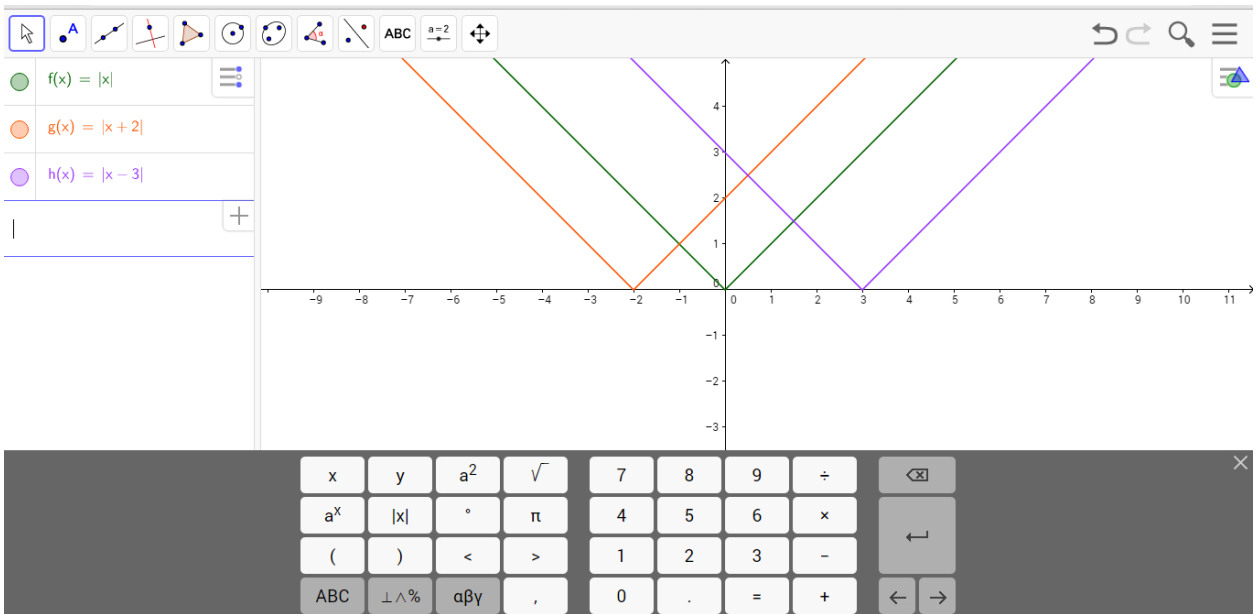 A ABC a=2
f(x) = |x|
g(x) = |x + 2|
h(x) = |x − 3|
4
3
2
1
0
−9 −8 −7 −6 −5 −4 −3 −2 −1 0 1 2 3 4 5 6 7 8 9 10 11
−1
−2
−3
x y a² √ 7 8 9 ÷
aˣ |x| ° π 4 5 6 ×
( ) < > 1 2 3 −
ABC ⊥∧% αβγ , 0 . = +